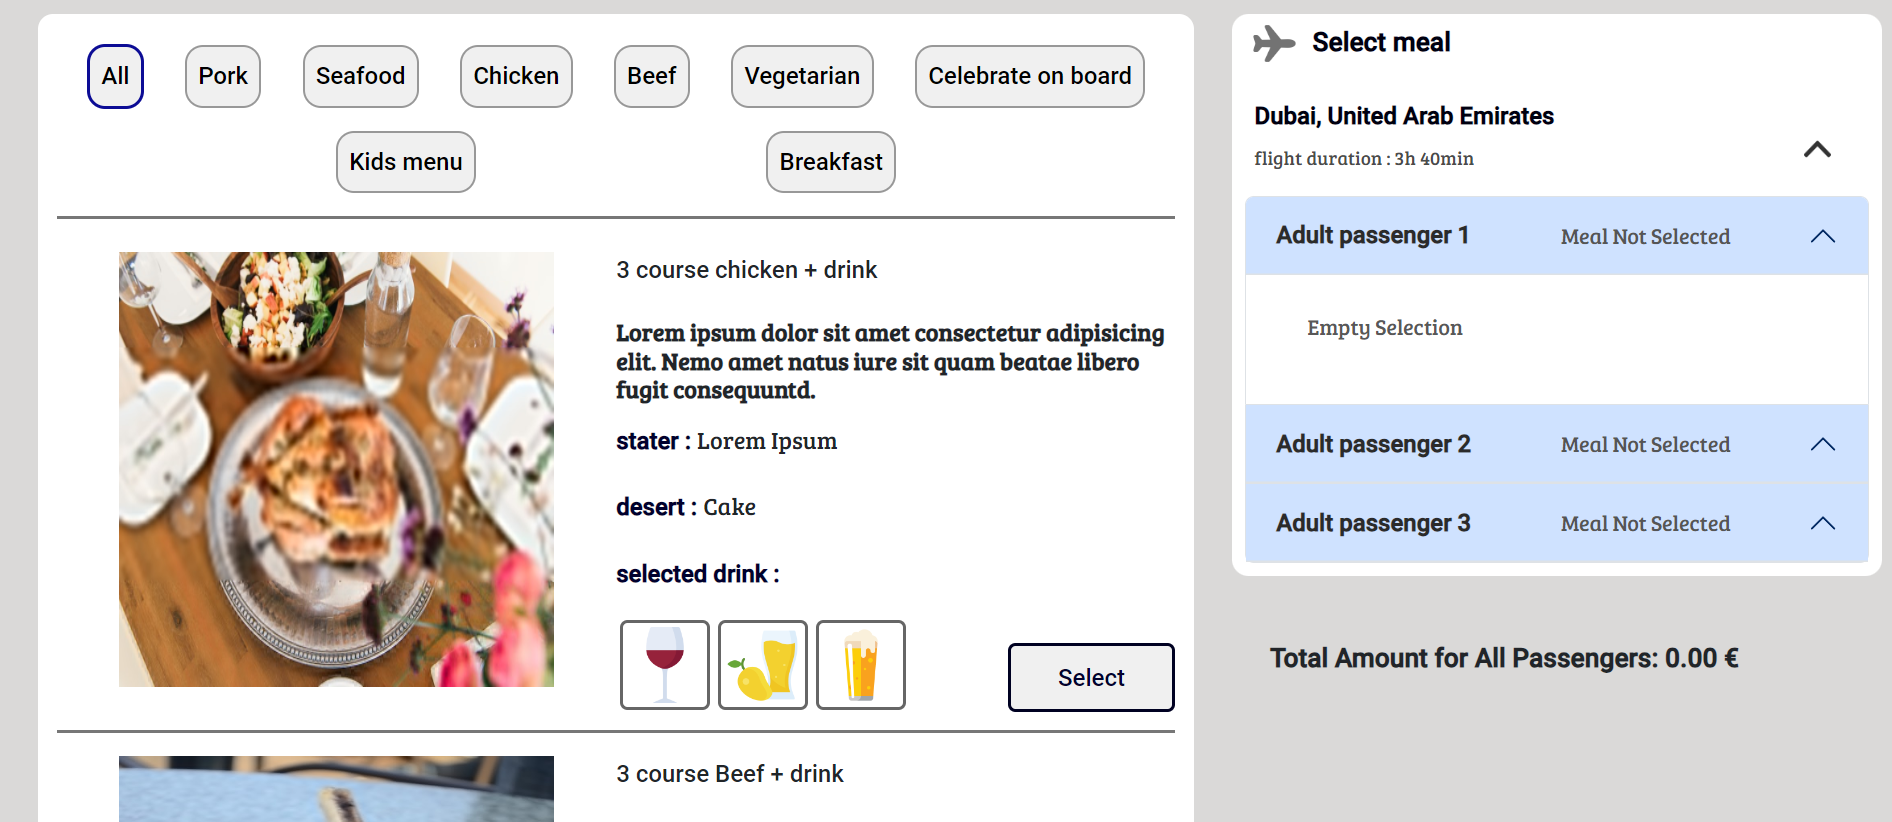 All
Pork
Seafood
Chicken
Beef
Vegetarian
Celebrate on board
Kids menu
Breakfast
3 course chicken + drink
Lorem ipsum dolor sit amet consectetur adipisicing
elit. Nemo amet natus iure sit quam beatae libero
fugit consequuntd.
stater : Lorem Ipsum
desert : Cake
selected drink :
Select
3 course Beef + drink
Select meal
Dubai, United Arab Emirates
flight duration : 3h 40min
Adult passenger 1 Meal Not Selected
Empty Selection
Adult passenger 2 Meal Not Selected
Adult passenger 3 Meal Not Selected
Total Amount for All Passengers: 0.00 €